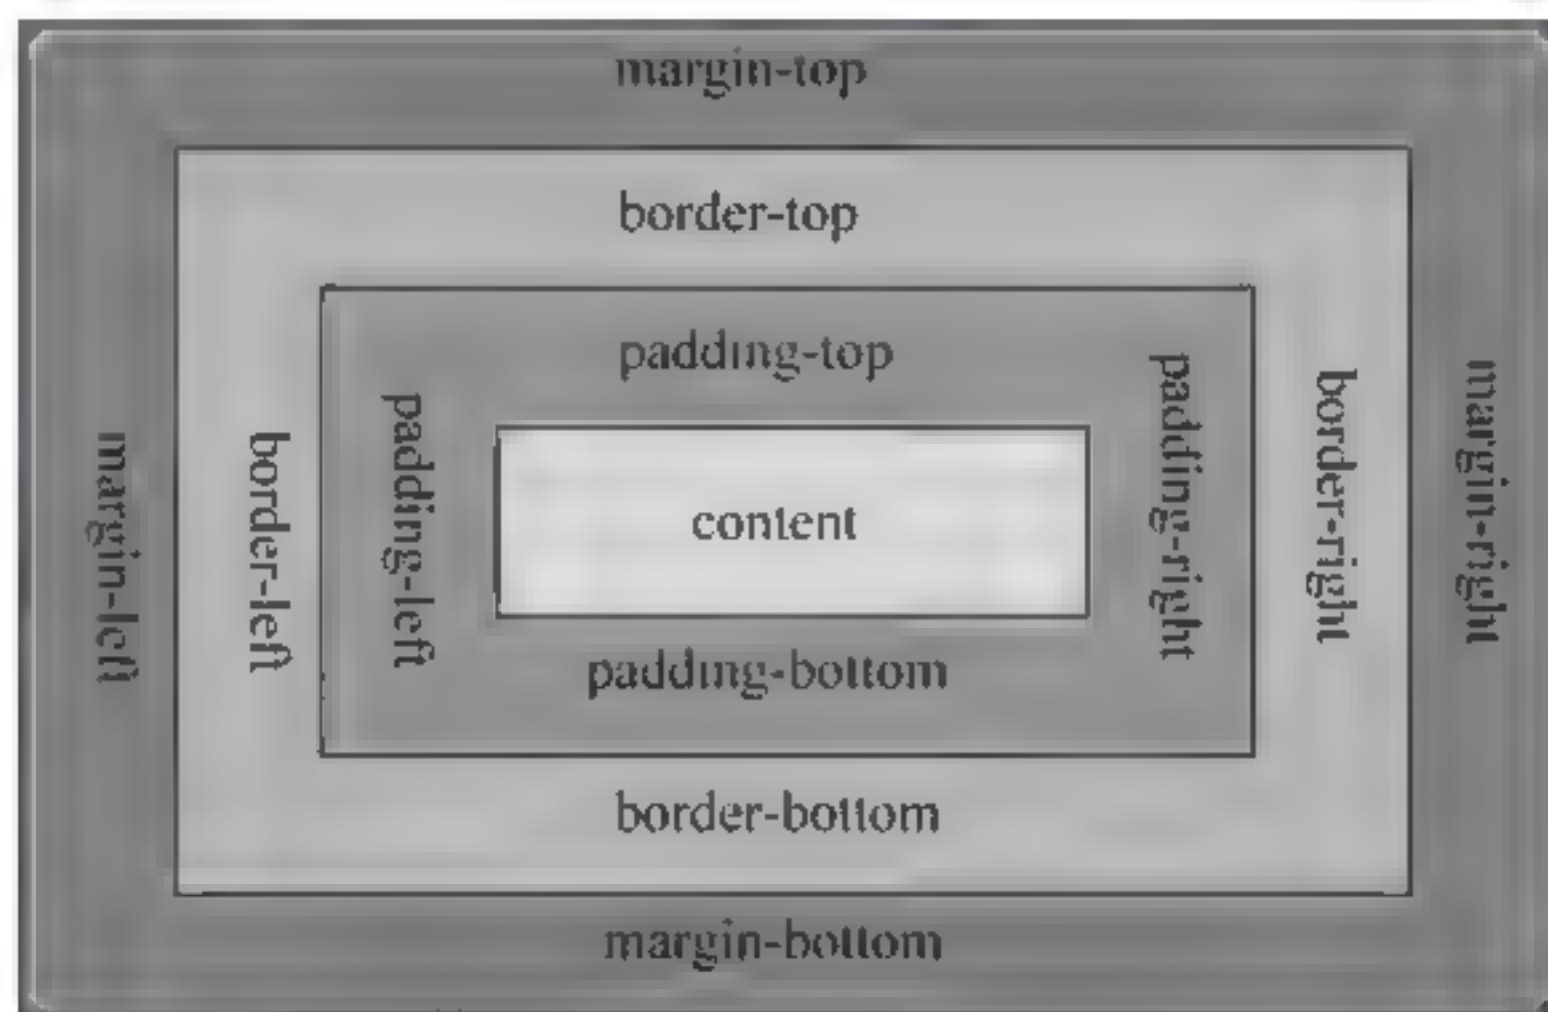 margin-top
border-top
padding-top
margin-left
border-left
padding-left
content
padding-right
border-right
margin-right
padding-bottom
border-bottom
margin-bottom